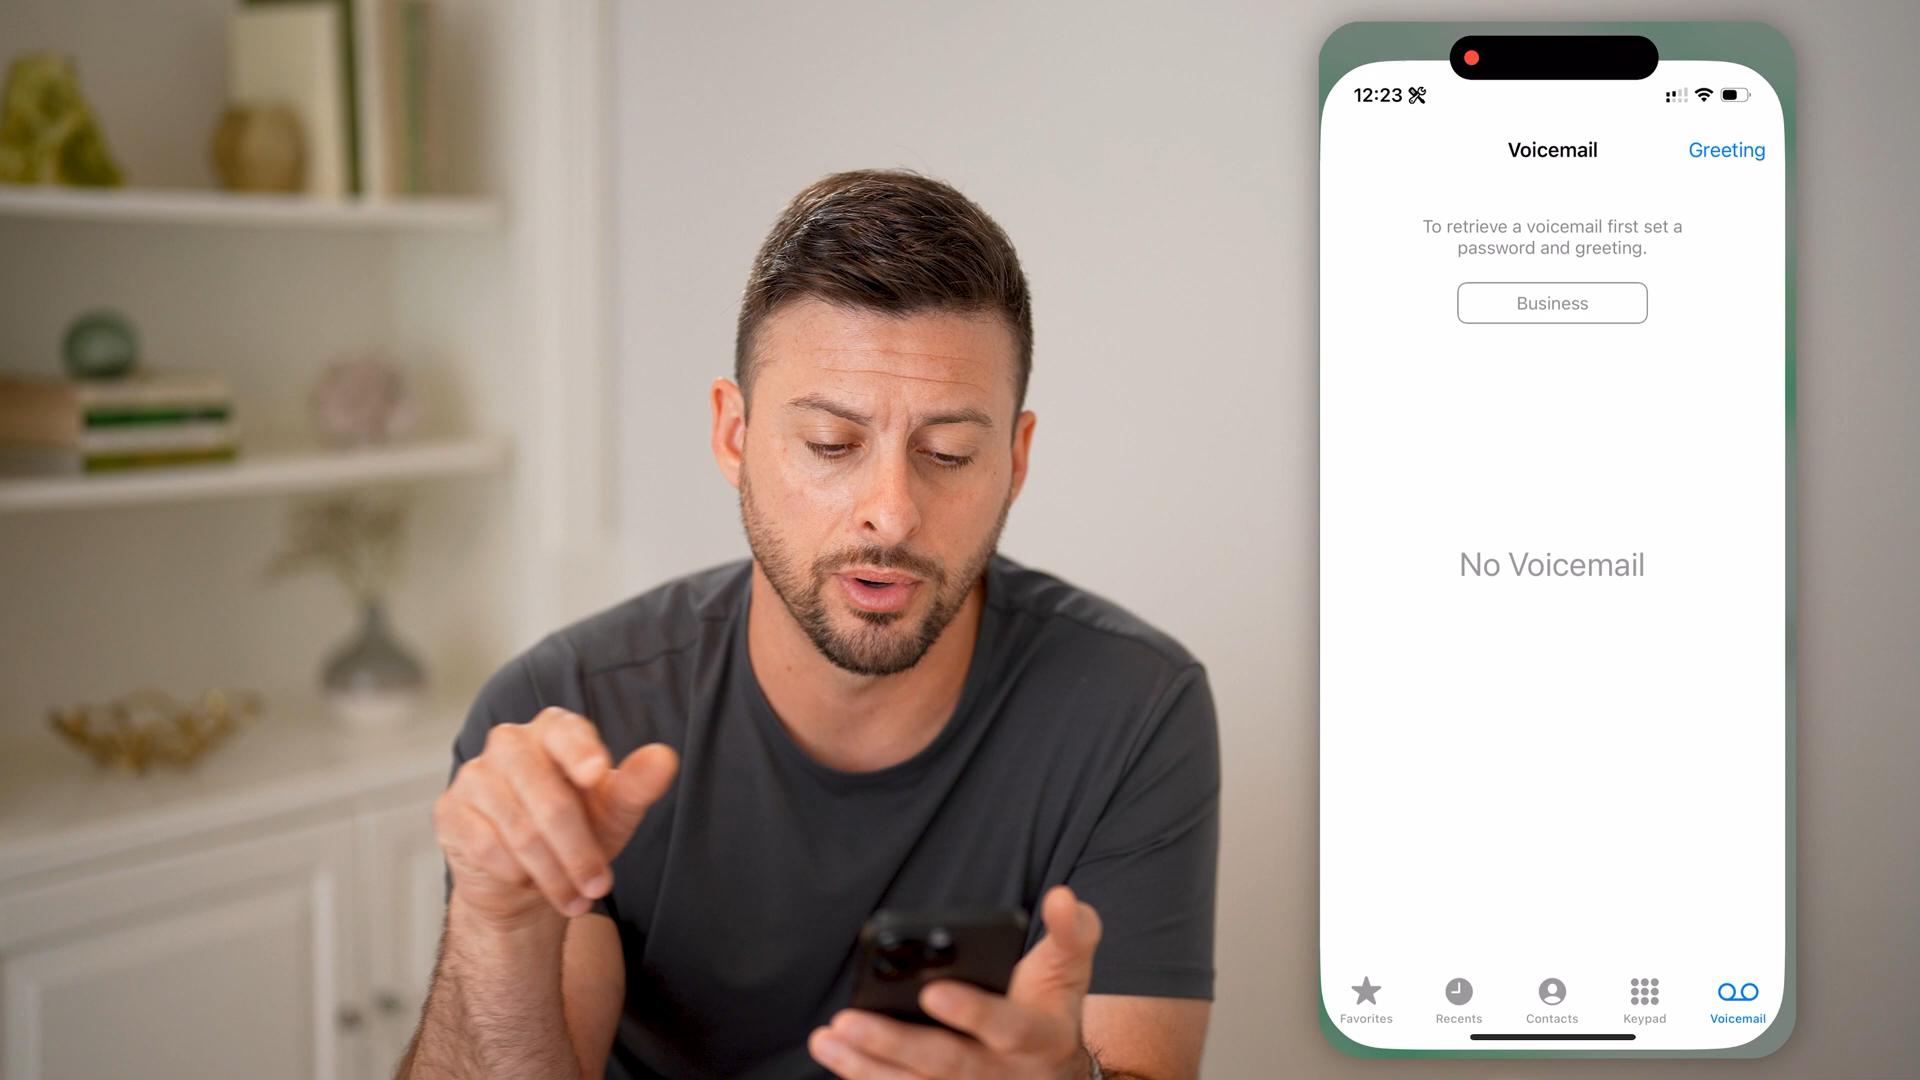 12:23
Voicemail
Greeting
To retrieve a voicemail first set a
password and greeting.
Business
No Voicemail
Favorites
Recents
Contacts
Keypad
Voicemail